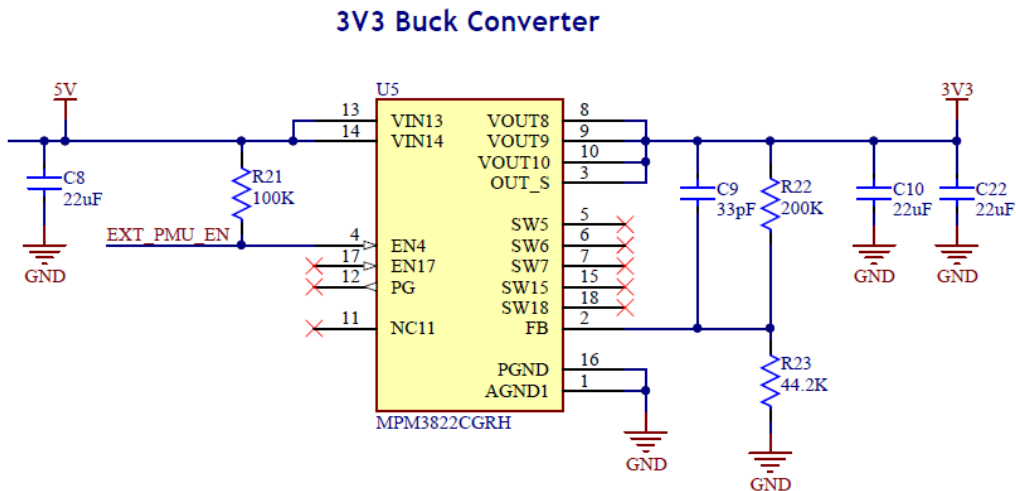 3V3 Buck Converter
5V
U5
3V3
13
VIN13
VOUT8
8
14
VIN14
VOUT9
9
VOUT10
10
OUT_S
3
C8
22uF
R21
100K
C9
33pF
R22
200K
C10
22uF
C22
22uF
SW5
5
EXT_PMU_EN
4
EN4
SW6
6
17
EN17
SW7
7
12
PG
SW15
15
SW18
18
11
NC11
FB
2
GND
GND
GND
PGND
16
AGND1
1
R23
44.2K
MPM3822CGRH
GND
GND